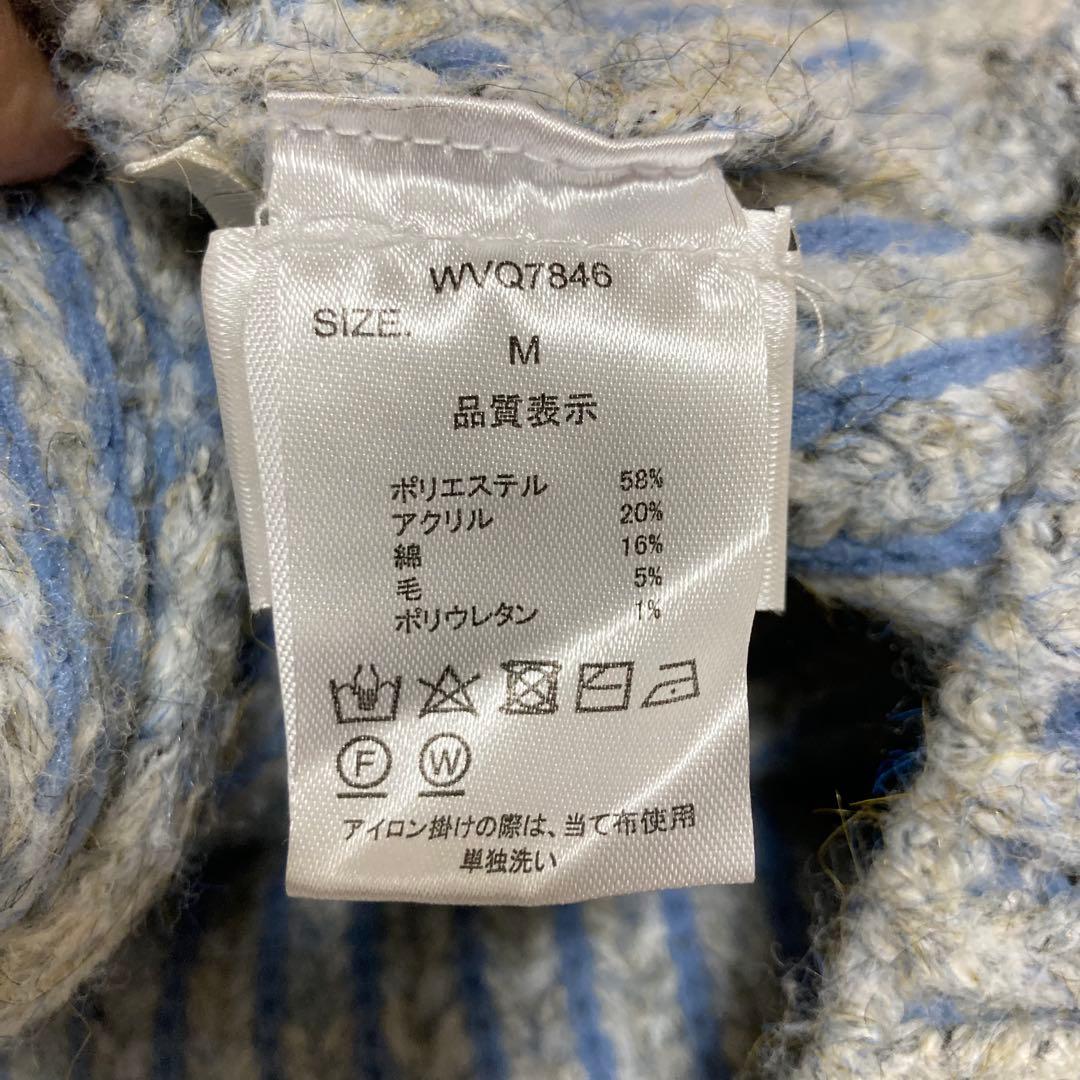 WVQ7846
SIZE.
M
品質表示
ポリエステル 58%
アクリル 20%
綿 16%
毛 5%
ポリウレタン 1%
F W
アイロン掛けの際は、当て布使用
単独洗い